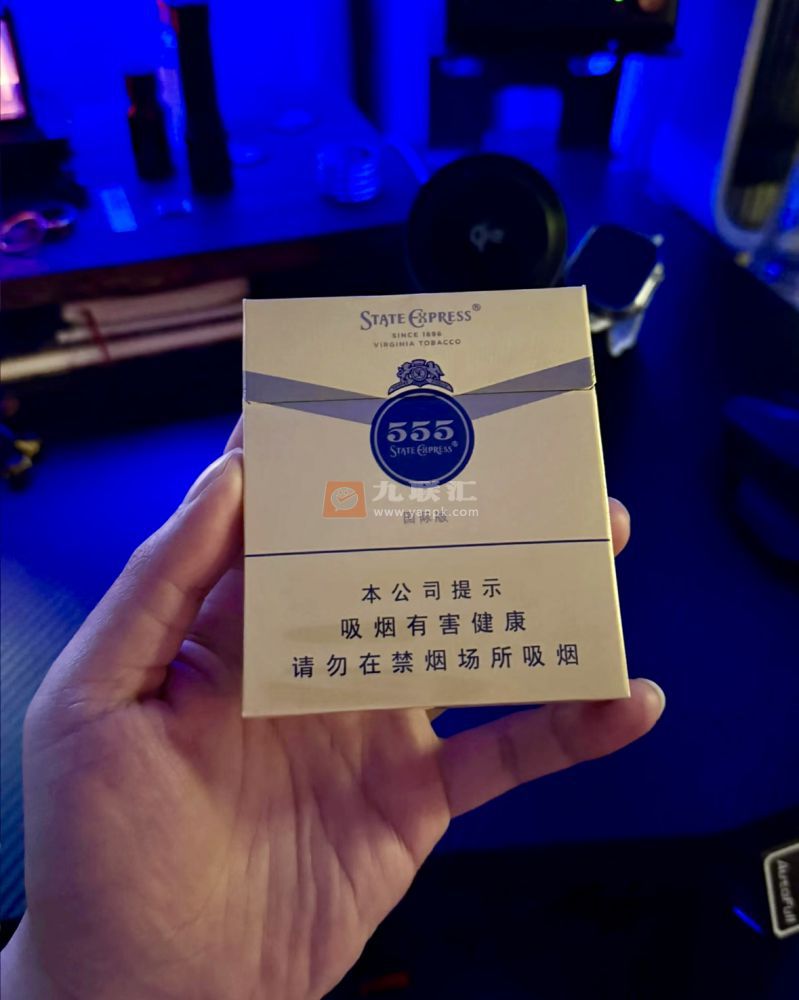 STATE EXPRESS®
SINCE 1896
VIRGINIA TOBACCO
555
STATE EXPRESS®
九联汇
www.yanpk.com
国际版
本公司提示
吸烟有害健康
请勿在禁烟场所吸烟
AutoFull